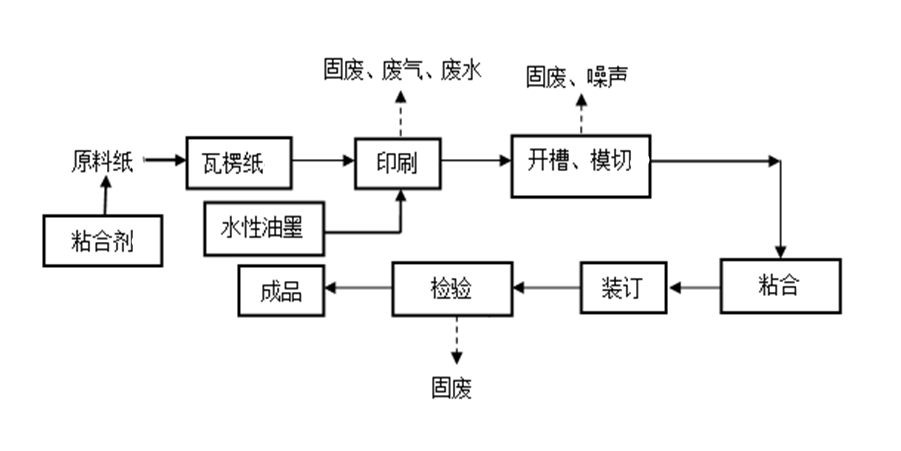 固废、废气、废水
固废、噪声
原料纸
瓦楞纸
印刷
开槽、模切
粘合剂
水性油墨
成品
检验
装订
粘合
固废